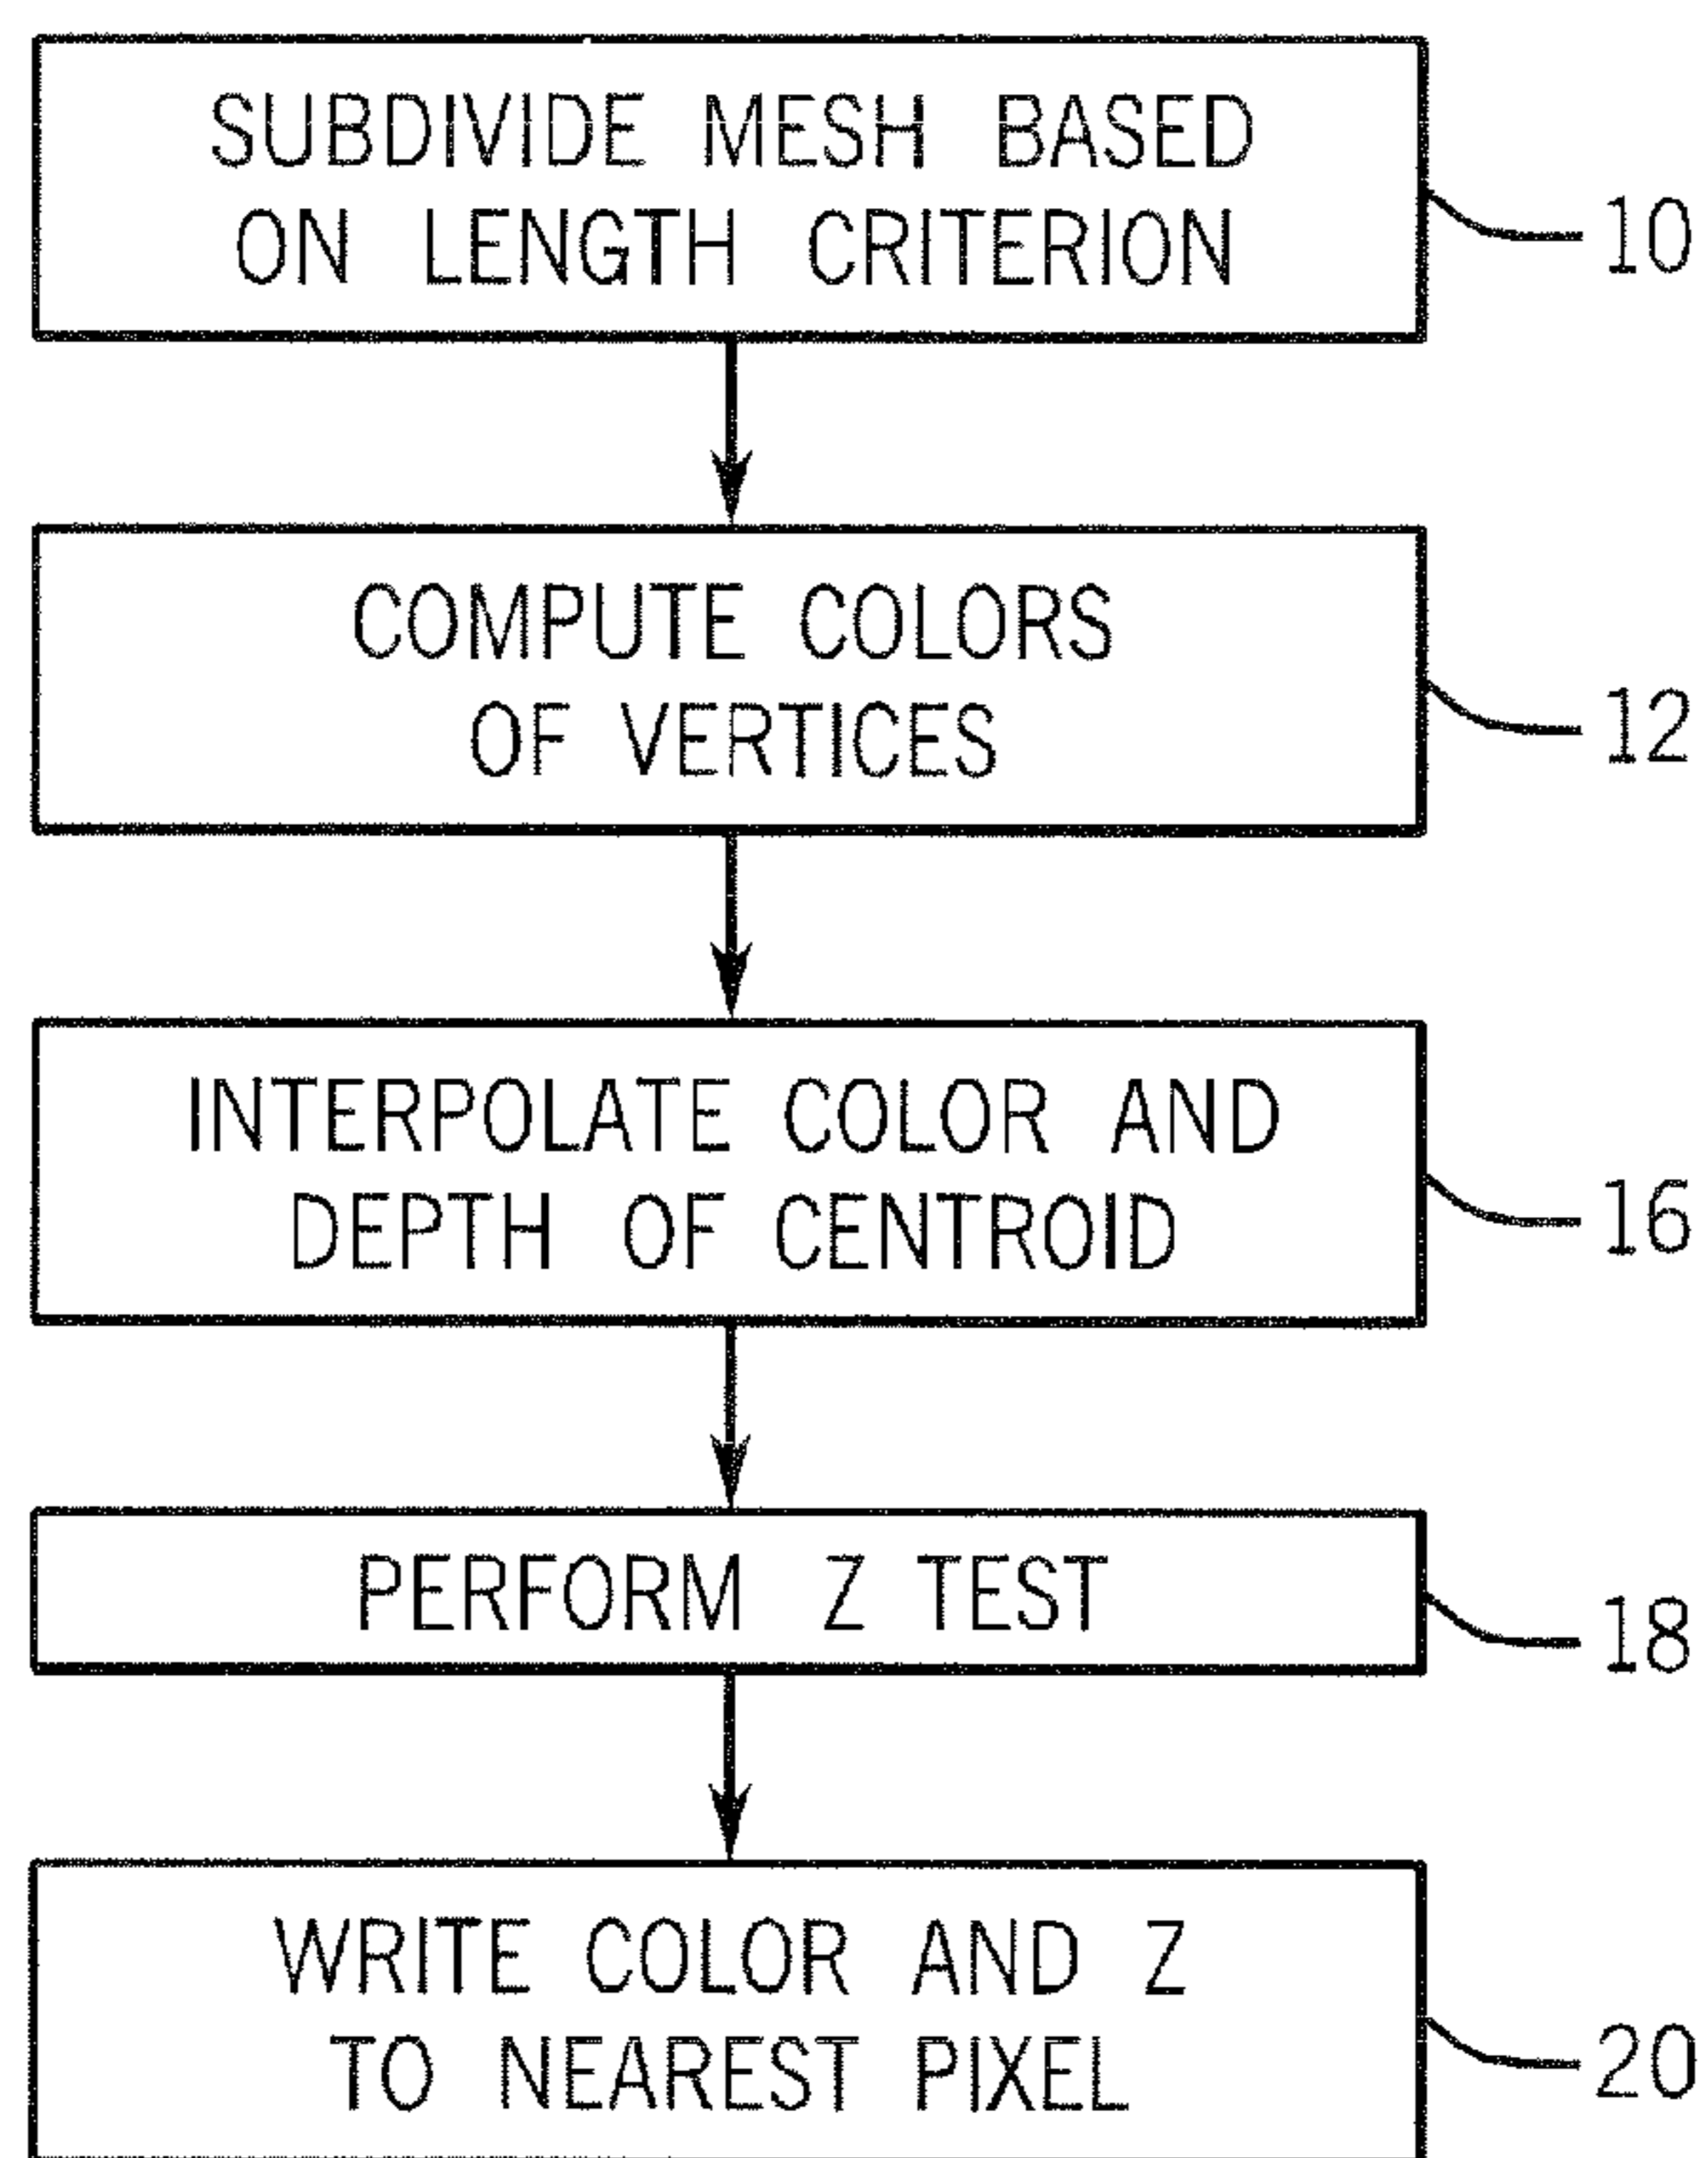 SUBDIVIDE MESH BASED
ON LENGTH CRITERION
10
COMPUTE COLORS
OF VERTICES
12
INTERPOLATE COLOR AND
DEPTH OF CENTROID
16
PERFORM Z TEST
18
WRITE COLOR AND Z
TO NEAREST PIXEL
20